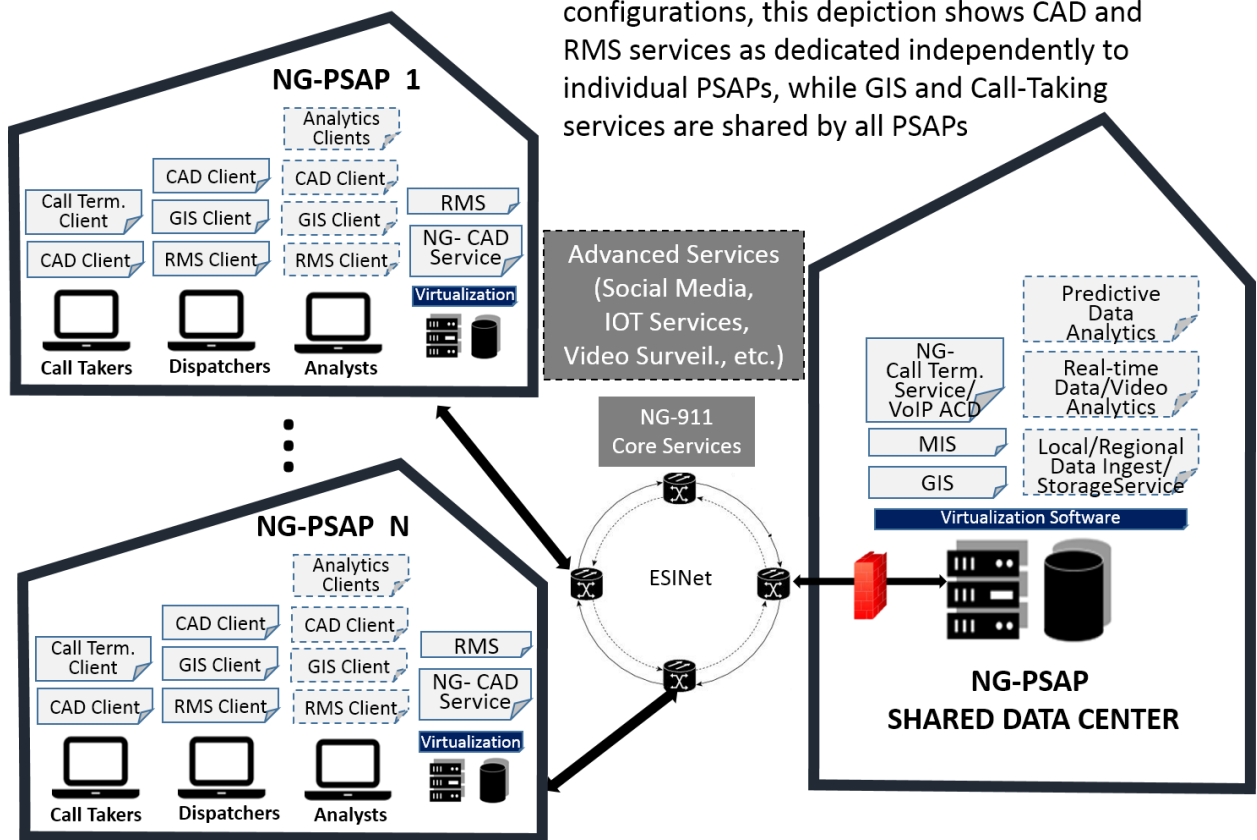 configurations, this depiction shows CAD and
RMS services as dedicated independently to
individual PSAPs, while GIS and Call-Taking
services are shared by all PSAPs
NG-PSAP 1
Analytics
Clients
CAD Client
GIS Client
RMS Client
CAD Client
GIS Client
RMS Client
Call Term.
Client
CAD Client
RMS
NG- CAD
Service
Virtualization
Call Takers
Dispatchers
Analysts
Advanced Services
(Social Media,
IOT Services,
Video Surveil., etc.)
NG-911
Core Services
ESINet
NG-PSAP N
Analytics
Clients
CAD Client
GIS Client
RMS Client
CAD Client
GIS Client
RMS Client
Call Term.
Client
CAD Client
RMS
NG- CAD
Service
Virtualization
Call Takers
Dispatchers
Analysts
NG-
Call Term.
Service/
VoIP ACD
MIS
GIS
Predictive
Data
Analytics
Real-time
Data/Video
Analytics
Local/Regional
Data Ingest/
StorageService
Virtualization Software
NG-PSAP
SHARED DATA CENTER